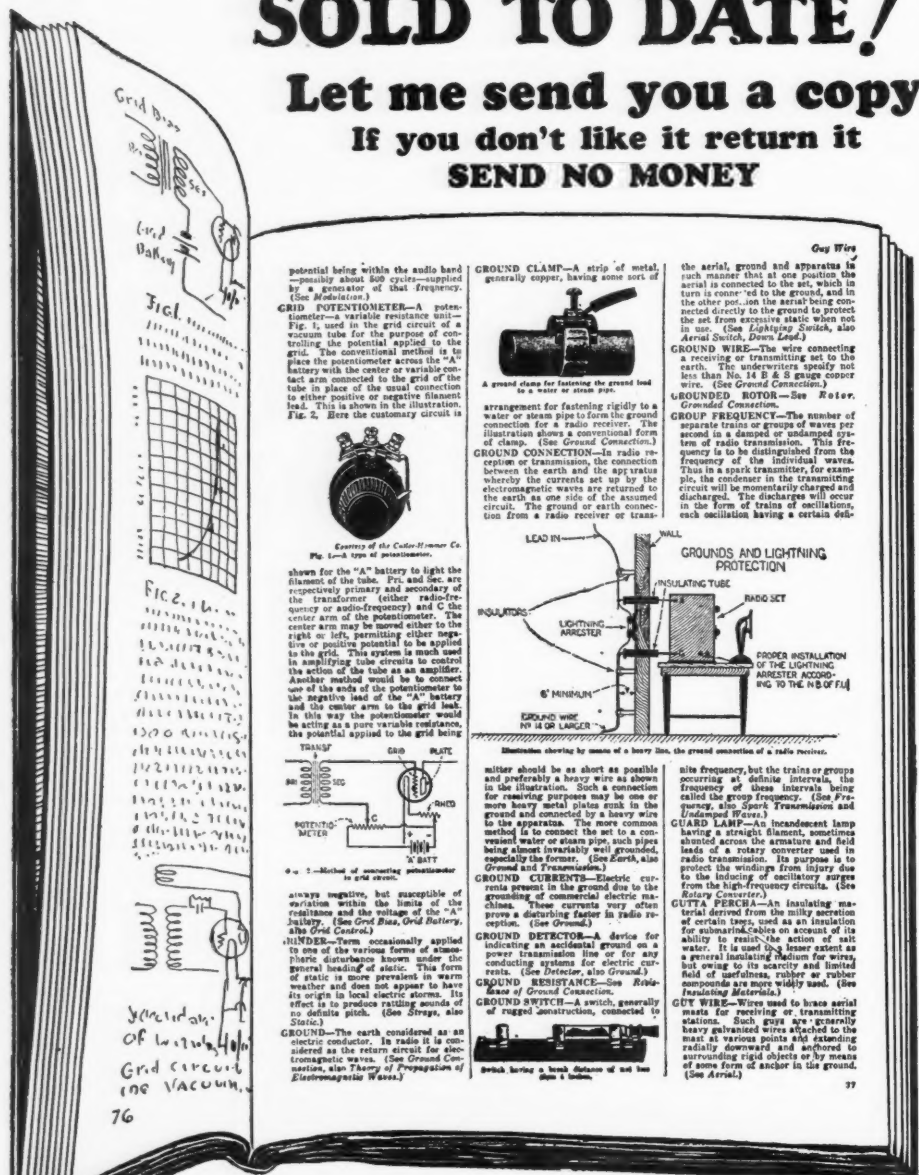 SOLD TO DATE!
Let me send you a copy
If you don't like it return it
SEND NO MONEY
Grid Bias
Sec
Grid
Battery
FIG.1.
FIG 2.
Grid circuit
76
potential being within the audio band
—possibly about 500 cycles—supplied
by a generator of that frequency.
(See Modulation.)
GRID POTENTIOMETER—A poten-
tiometer—a variable resistance unit—
Fig. 1, used in the grid circuit of a
vacuum tube for the purpose of con-
trolling the potential applied to the
grid. The conventional method is to
place the potentiometer across the "A"
battery with the center or variable con-
tact arm connected to the grid of the
tube in place of the usual connection
to either positive or negative filament
lead. This is shown in the illustration,
Fig. 2. Here the customary circuit is
Courtesy of the Cutler-Hammer Co.
Fig. 1.—A type of potentiometer.
shown for the "A" battery to light the
filament of the tube. Pri. and Sec. are
respectively primary and secondary of
the transformer (either radio-fre-
quency or audio-frequency) and C the
center arm of the potentiometer. The
center arm may be moved either to the
right or left, permitting either nega-
tive or positive potential to be applied
to the grid. This system is much used
in amplifying tube circuits to control
the action of the tube as an amplifier.
Another method would be to connect
one of the ends of the potentiometer to
the negative lead of the "A" battery
and the center arm to the grid leak.
In this way the potentiometer would
be acting as a pure variable resistance,
the potential applied to the grid being
TRANSF
GRID
PLATE
PRI
SEC
RHEO
C
POTENTIO-
METER
+ -
"A" BATT
2.—Method of connecting potentiometer
in grid circuit.
always negative, but susceptible of
variation within the limits of the
resistance and the voltage of the "A"
battery. (See Grid Bias, Grid Battery,
also Grid Control.)
GRINDER—Term occasionally applied
to one of the various forms of atmos-
pheric disturbance known under the
general heading of static. This form
of static is more prevalent in warm
weather and does not appear to have
its origin in local electric storms. Its
effect is to produce rattling sounds of
no definite pitch. (See Strays, also
Static.)
GROUND—The earth considered as an
electric conductor. In radio it is con-
sidered as the return circuit for elec-
tromagnetic waves. (See Ground Con-
nection, also Theory of Propagation of
Electromagnetic Waves.)
GROUND CLAMP—A strip of metal,
generally copper, having some sort of
A ground clamp for fastening the ground lead
to a water or steam pipe.
arrangement for fastening rigidly to a
water or steam pipe to form the ground
connection for a radio receiver. The
illustration shows a conventional form
of clamp. (See Ground Connection.)
GROUND CONNECTION—In radio re-
ception or transmission, the connection
between the earth and the apparatus
whereby the currents set up by the
electromagnetic waves are returned to
the earth as one side of the assumed
circuit. The ground or earth connec-
tion from a radio receiver or trans-
Guy Wire
the aerial, ground and apparatus in
such manner that at one position the
aerial is connected to the set, which in
turn is connected to the ground, and in
the other position the aerial being con-
nected directly to the ground to protect
the set from excessive static when not
in use. (See Lightning Switch, also
Aerial Switch, Down Lead.)
GROUND WIRE—The wire connecting
a receiving or transmitting set to the
earth. The underwriters specify not
less than No. 14 B & S gauge copper
wire. (See Ground Connection.)
GROUNDED ROTOR—See Rotor,
Grounded Connection.
GROUP FREQUENCY—The number of
separate trains or groups of waves per
second in a damped or undamped sys-
tem of radio transmission. This fre-
quency is to be distinguished from the
frequency of the individual waves.
Thus in a spark transmitter, for exam-
ple, the condenser in the transmitting
circuit will be momentarily charged and
discharged. The discharges will occur
in the form of trains of oscillations,
each oscillation having a certain defi-
LEAD IN
WALL
GROUNDS AND LIGHTNING
PROTECTION
INSULATING TUBE
RADIO SET
INSULATORS
LIGHTNING
ARRESTER
PROPER INSTALLATION
OF THE LIGHTNING
ARRESTER ACCORD-
ING TO THE N.B. OF F.U.
6' MINIMUM
GROUND WIRE
Nº 14 OR LARGER
Illustration showing by means of a heavy line, the ground connection of a radio receiver.
mitter should be as short as possible
and preferably a heavy wire as shown
in the illustration. Such a connection
for receiving purposes may be one or
more heavy metal plates sunk in the
ground and connected by a heavy wire
to the apparatus. The more common
method is to connect the set to a con-
venient water or steam pipe, such pipes
being almost invariably well grounded,
especially the former. (See Earth, also
Ground and Transmission.)
GROUND CURRENTS—Electric cur-
rents present in the ground due to the
grounding of commercial electric ma-
chines. These currents very often
prove a disturbing factor in radio re-
ception. (See Ground.)
GROUND DETECTOR—A device for
indicating an accidental ground on a
power transmission line or for any
conducting systems for electric cur-
rents. (See Detector, also Ground.)
GROUND RESISTANCE—See Resis-
tance of Ground Connection.
GROUND SWITCH—A switch, generally
of rugged construction, connected to
Switch having a break distance of not less
than 4 inches.
nite frequency, but the trains or groups
occurring at definite intervals, the
frequency of these intervals being
called the group frequency. (See Fre-
quency, also Spark Transmission and
Undamped Waves.)
GUARD LAMP—An incandescent lamp
having a straight filament, sometimes
shunted across the armature and field
leads of a rotary converter used in
radio transmission. Its purpose is to
protect the windings from injury due
to the inducing of oscillatory surges
from the high-frequency circuits. (See
Rotary Converter.)
GUTTA PERCHA—An insulating ma-
terial derived from the milky secretion
of certain trees, used as an insulation
for submarine cables on account of its
ability to resist the action of salt
water. It is used to a lesser extent as
a general insulating medium for wires,
but owing to its scarcity and limited
field of usefulness, rubber or rubber
compounds are more widely used. (See
Insulating Materials.)
GUY WIRE—Wires used to brace aerial
masts for receiving or transmitting
stations. Such guys are generally
heavy galvanized wires attached to the
mast at various points and extending
radially downward and anchored to
surrounding rigid objects or by means
of some form of anchor in the ground.
(See Aerial.)
77